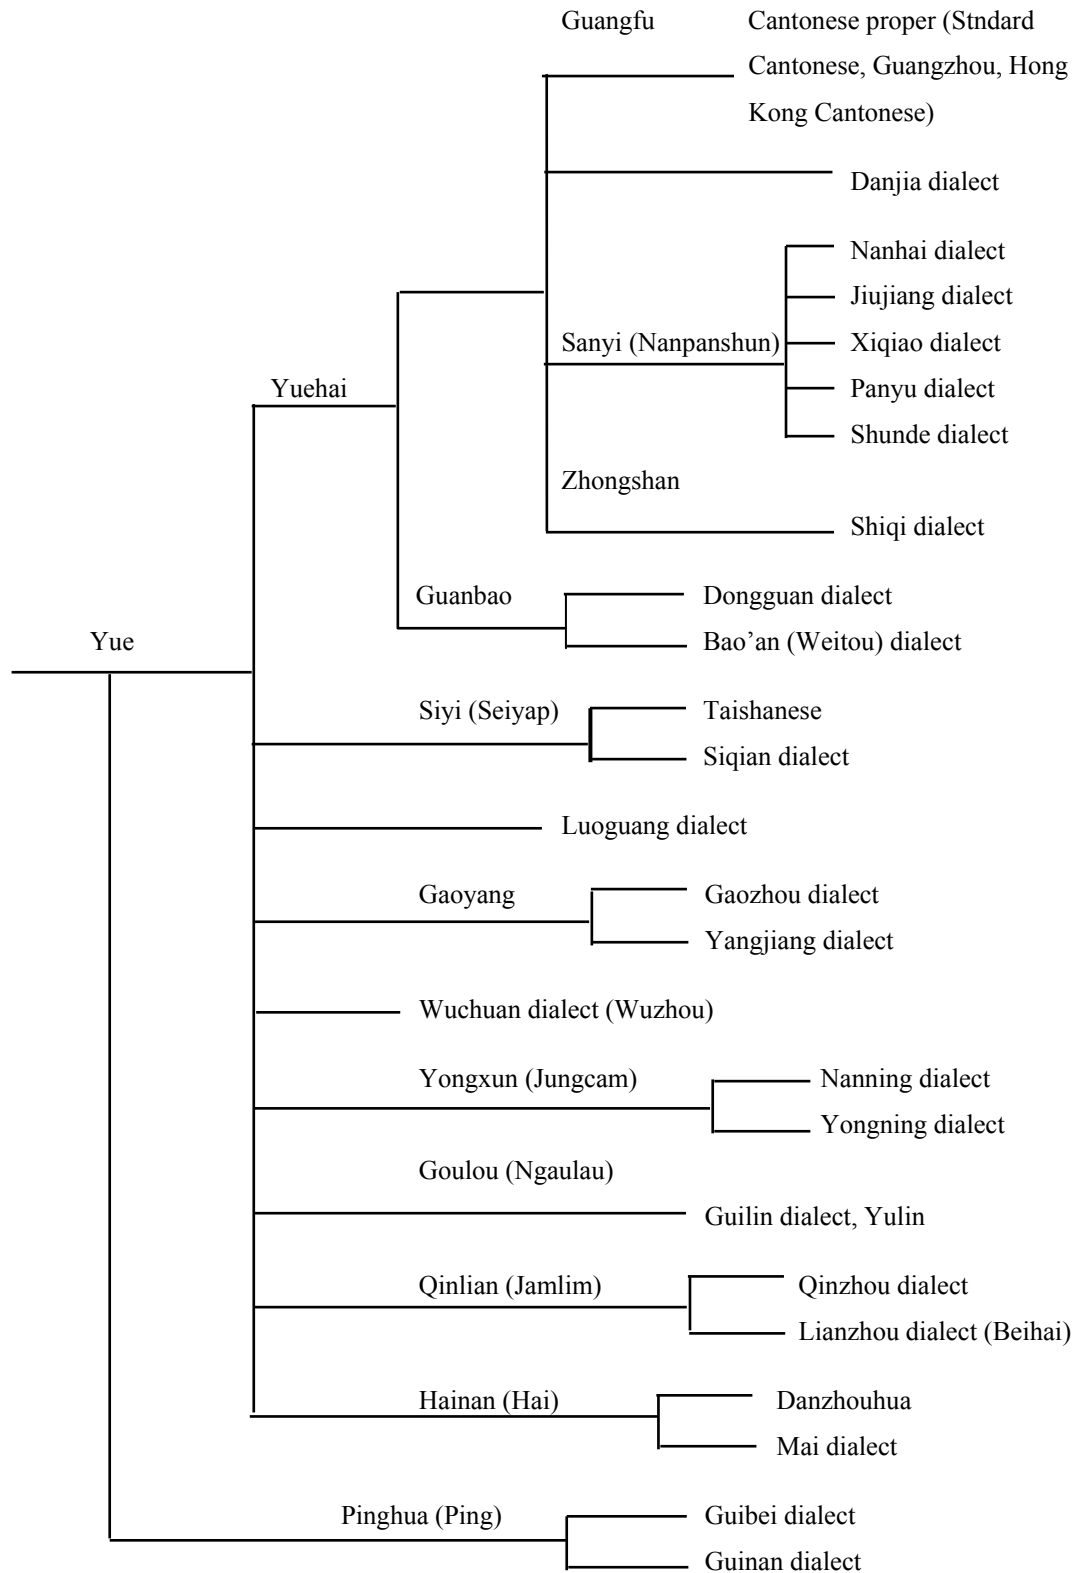 Guangfu
Cantonese proper (Stndard
Cantonese, Guangzhou, Hong
Kong Cantonese)
Danjia dialect
Nanhai dialect
Jiujiang dialect
Sanyi (Nanpanshun)
Xiqiao dialect
Panyu dialect
Yuehai
Shunde dialect
Zhongshan
Shiqi dialect
Guanbao
Dongguan dialect
Yue
Bao’an (Weitou) dialect
Siyi (Seiyap)
Taishanese
Siqian dialect
Luoguang dialect
Gaoyang
Gaozhou dialect
Yangjiang dialect
Wuchuan dialect (Wuzhou)
Yongxun (Jungcam)
Nanning dialect
Yongning dialect
Goulou (Ngaulau)
Guilin dialect, Yulin
Qinlian (Jamlim)
Qinzhou dialect
Lianzhou dialect (Beihai)
Hainan (Hai)
Danzhouhua
Mai dialect
Pinghua (Ping)
Guibei dialect
Guinan dialect